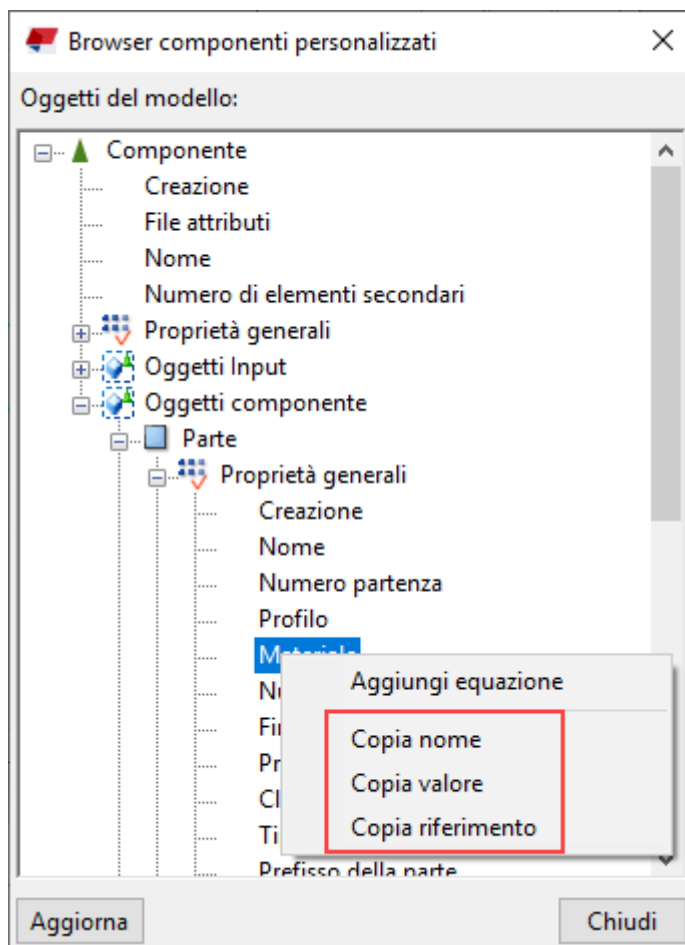 Browser componenti personalizzati
Oggetti del modello:
Componente
Creazione
File attributi
Nome
Numero di elementi secondari
Proprietà generali
Oggetti Input
Oggetti componente
Parte
Proprietà generali
Creazione
Nome
Numero partenza
Profilo
Aggiungi equazione
Copia nome
Copia valore
Copia riferimento
Prefisso della parte
Aggiorna
Chiudi